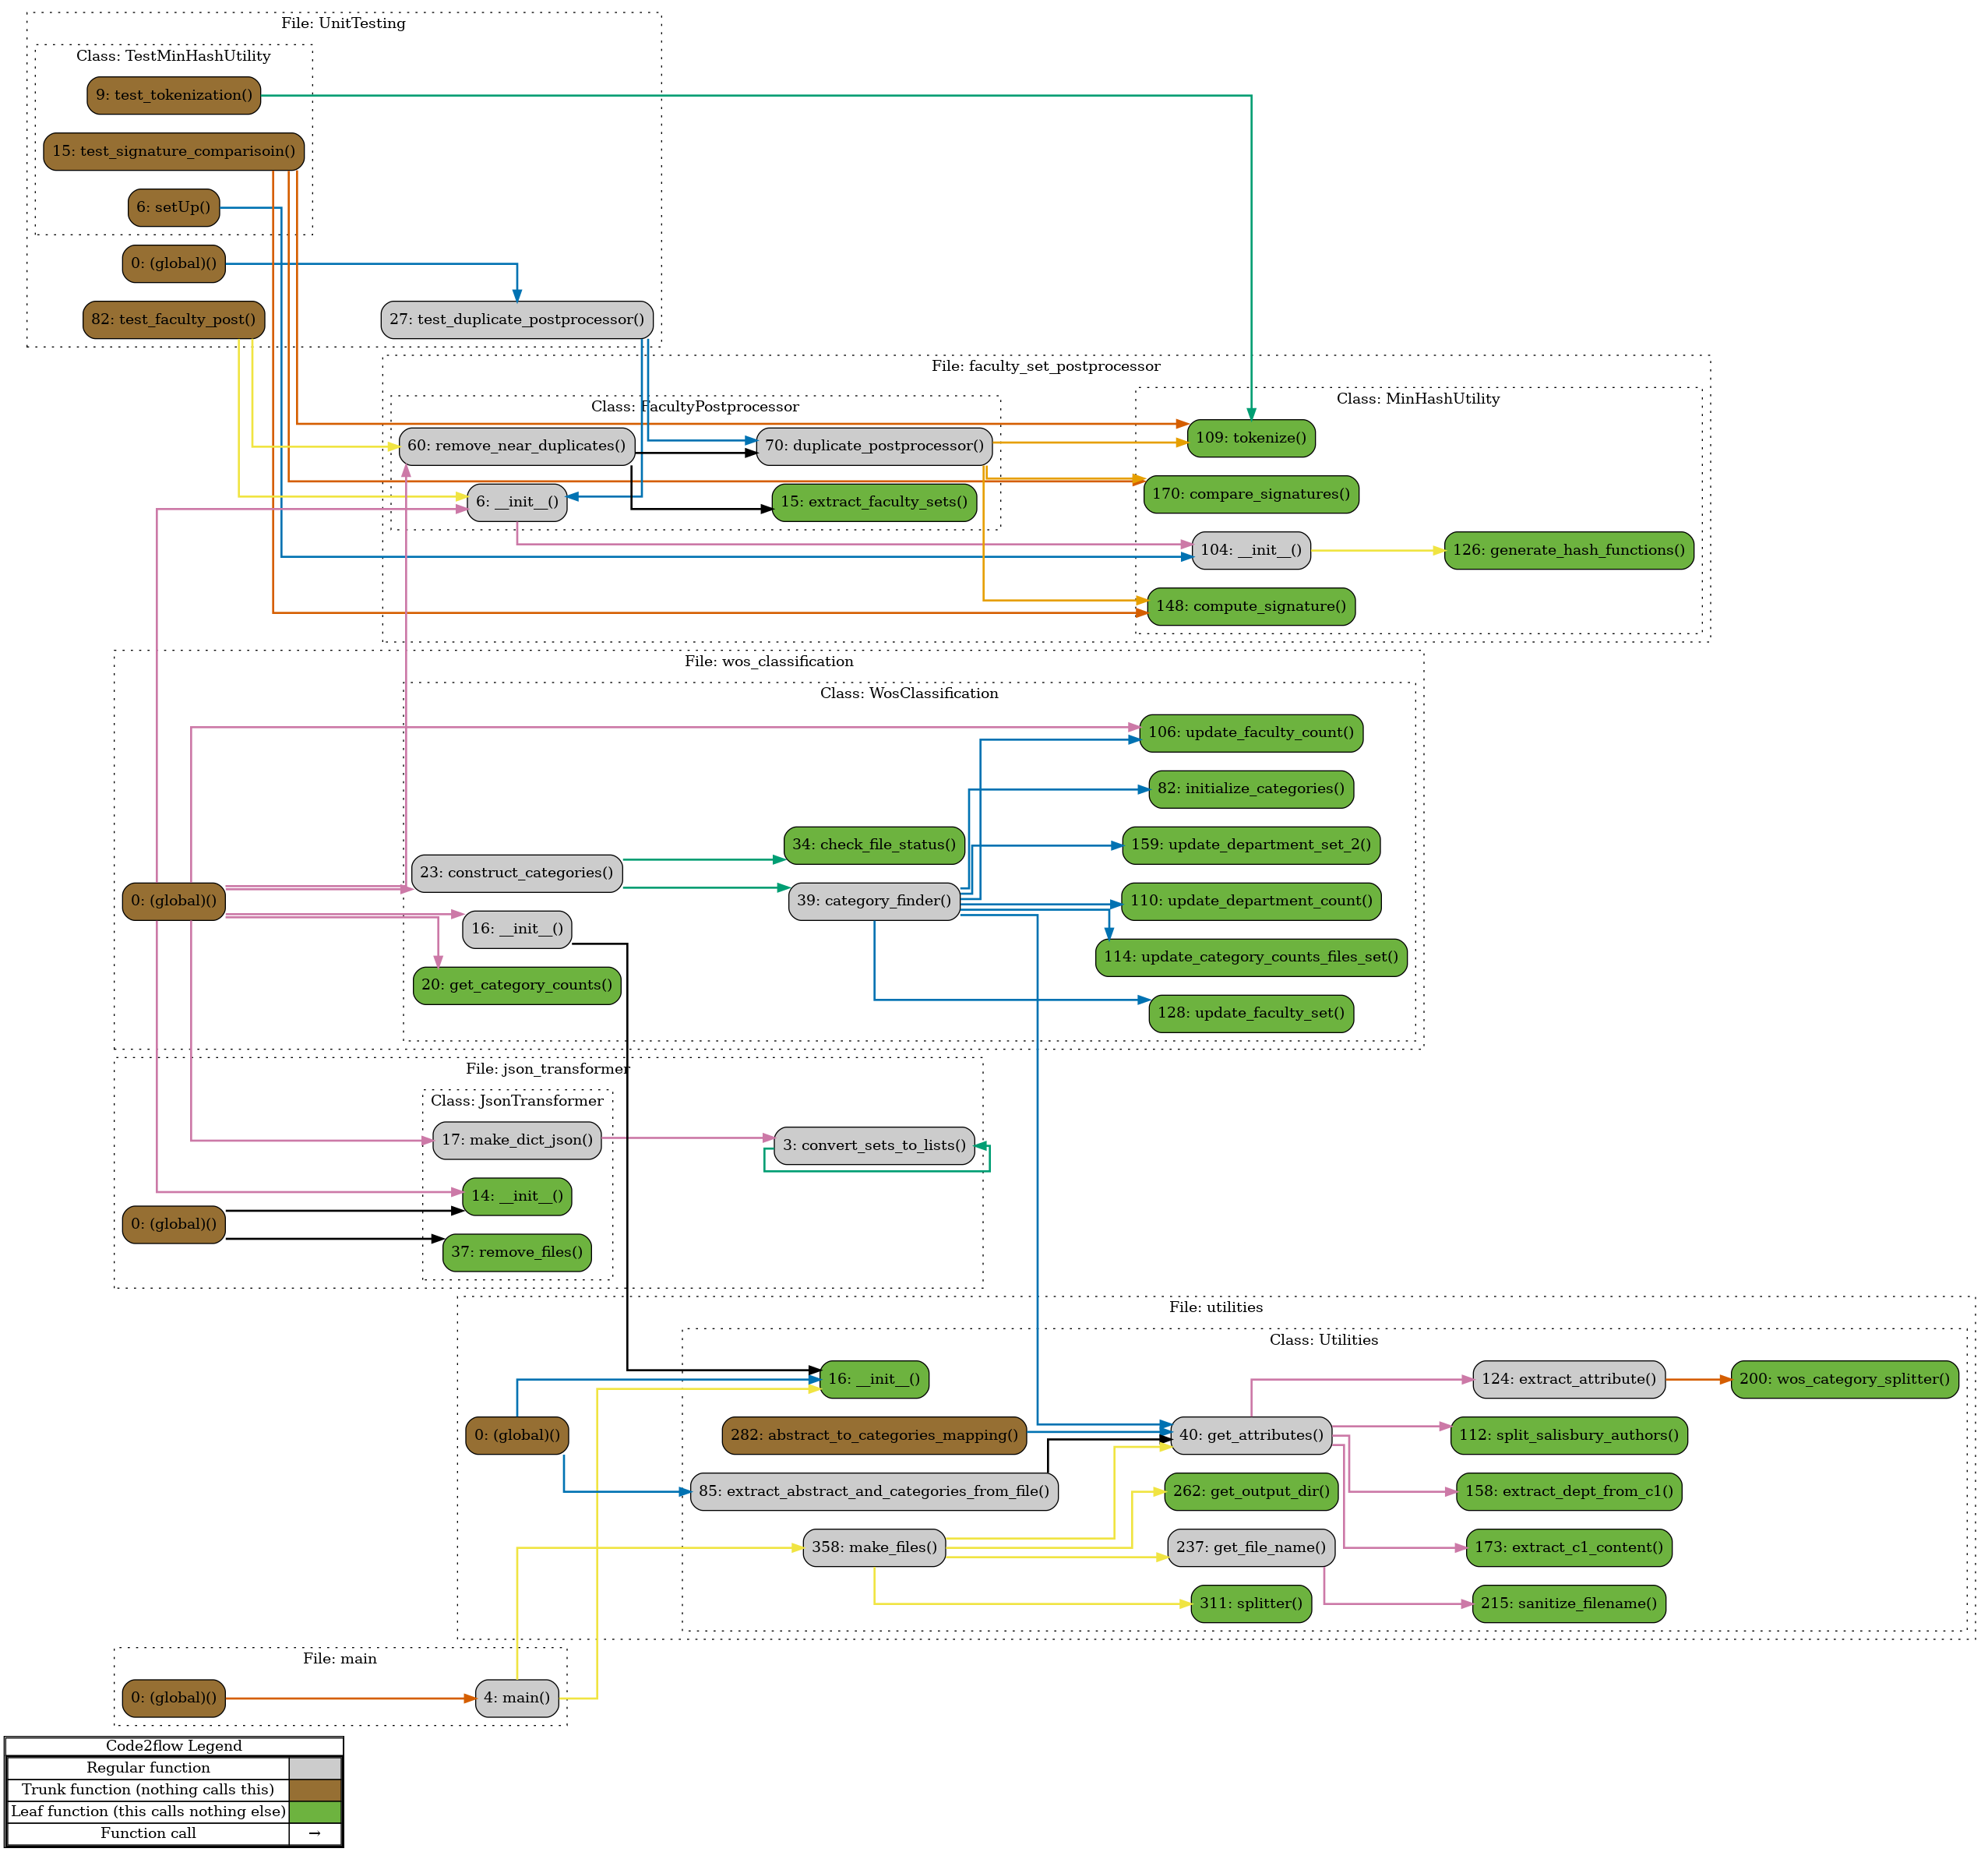 File: UnitTesting
Class: TestMinHashUtility
9: test_tokenization()
15: test_signature_comparisoin()
6: setUp()
0: (global)()
82: test_faculty_post()
27: test_duplicate_postprocessor()
File: faculty_set_postprocessor
Class: FacultyPostprocessor
60: remove_near_duplicates()
70: duplicate_postprocessor()
6: __init__()
15: extract_faculty_sets()
Class: MinHashUtility
109: tokenize()
170: compare_signatures()
104: __init__()
126: generate_hash_functions()
148: compute_signature()
File: wos_classification
Class: WosClassification
106: update_faculty_count()
82: initialize_categories()
34: check_file_status()
159: update_department_set_2()
23: construct_categories()
0: (global)()
39: category_finder()
110: update_department_count()
16: __init__()
114: update_category_counts_files_set()
20: get_category_counts()
128: update_faculty_set()
File: json_transformer
Class: JsonTransformer
17: make_dict_json()
3: convert_sets_to_lists()
14: __init__()
0: (global)()
37: remove_files()
File: utilities
Class: Utilities
16: __init__()
124: extract_attribute()
200: wos_category_splitter()
0: (global)()
282: abstract_to_categories_mapping()
40: get_attributes()
112: split_salisbury_authors()
85: extract_abstract_and_categories_from_file()
262: get_output_dir()
158: extract_dept_from_c1()
358: make_files()
237: get_file_name()
173: extract_c1_content()
311: splitter()
215: sanitize_filename()
File: main
0: (global)()
4: main()
Code2flow Legend
Regular function
Trunk function (nothing calls this)
Leaf function (this calls nothing else)
Function call →